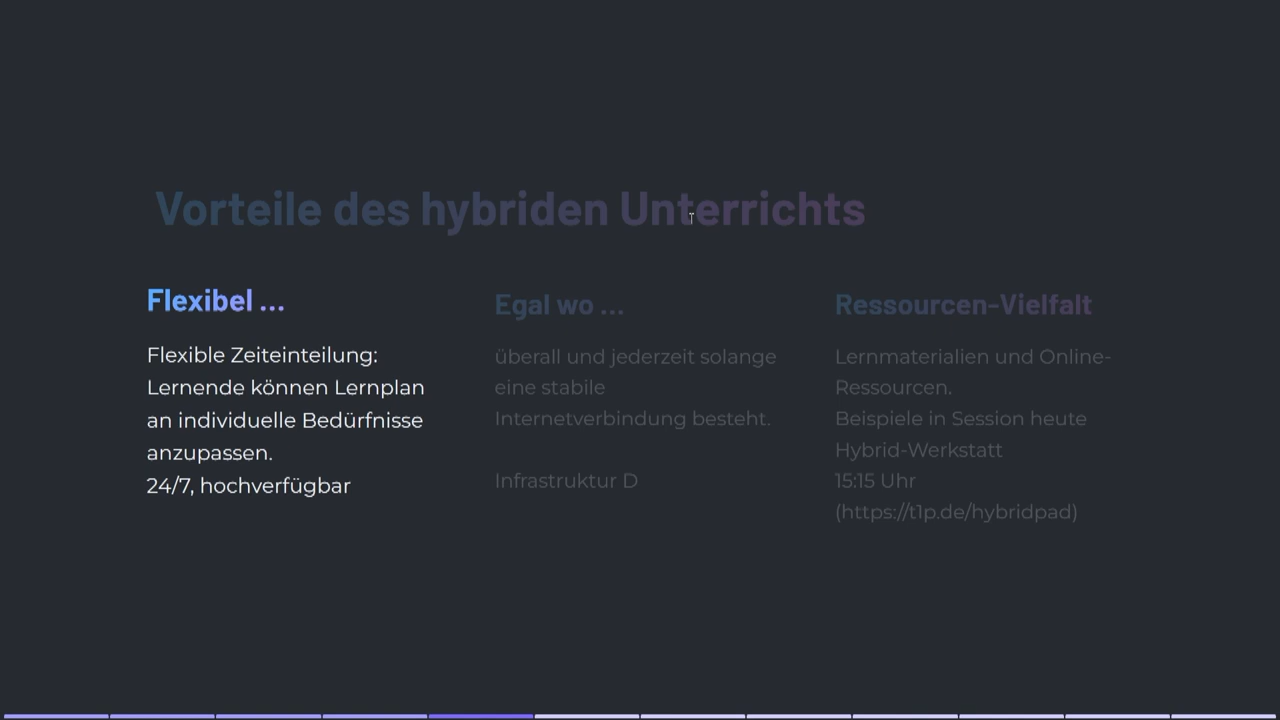 Vorteile des hybriden Unterrichts
Flexibel ...
Flexible Zeiteinteilung:
Lernende können Lernplan
an individuelle Bedürfnisse
anzupassen.
24/7, hochverfügbar
Egal wo ...
überall und jederzeit solange
eine stabile
Internetverbindung besteht.
Infrastruktur D
Ressourcen-Vielfalt
Lernmaterialien und Online-
Ressourcen.
Beispiele in Session heute
Hybrid-Werkstatt
15:15 Uhr
(https://t1p.de/hybridpad)